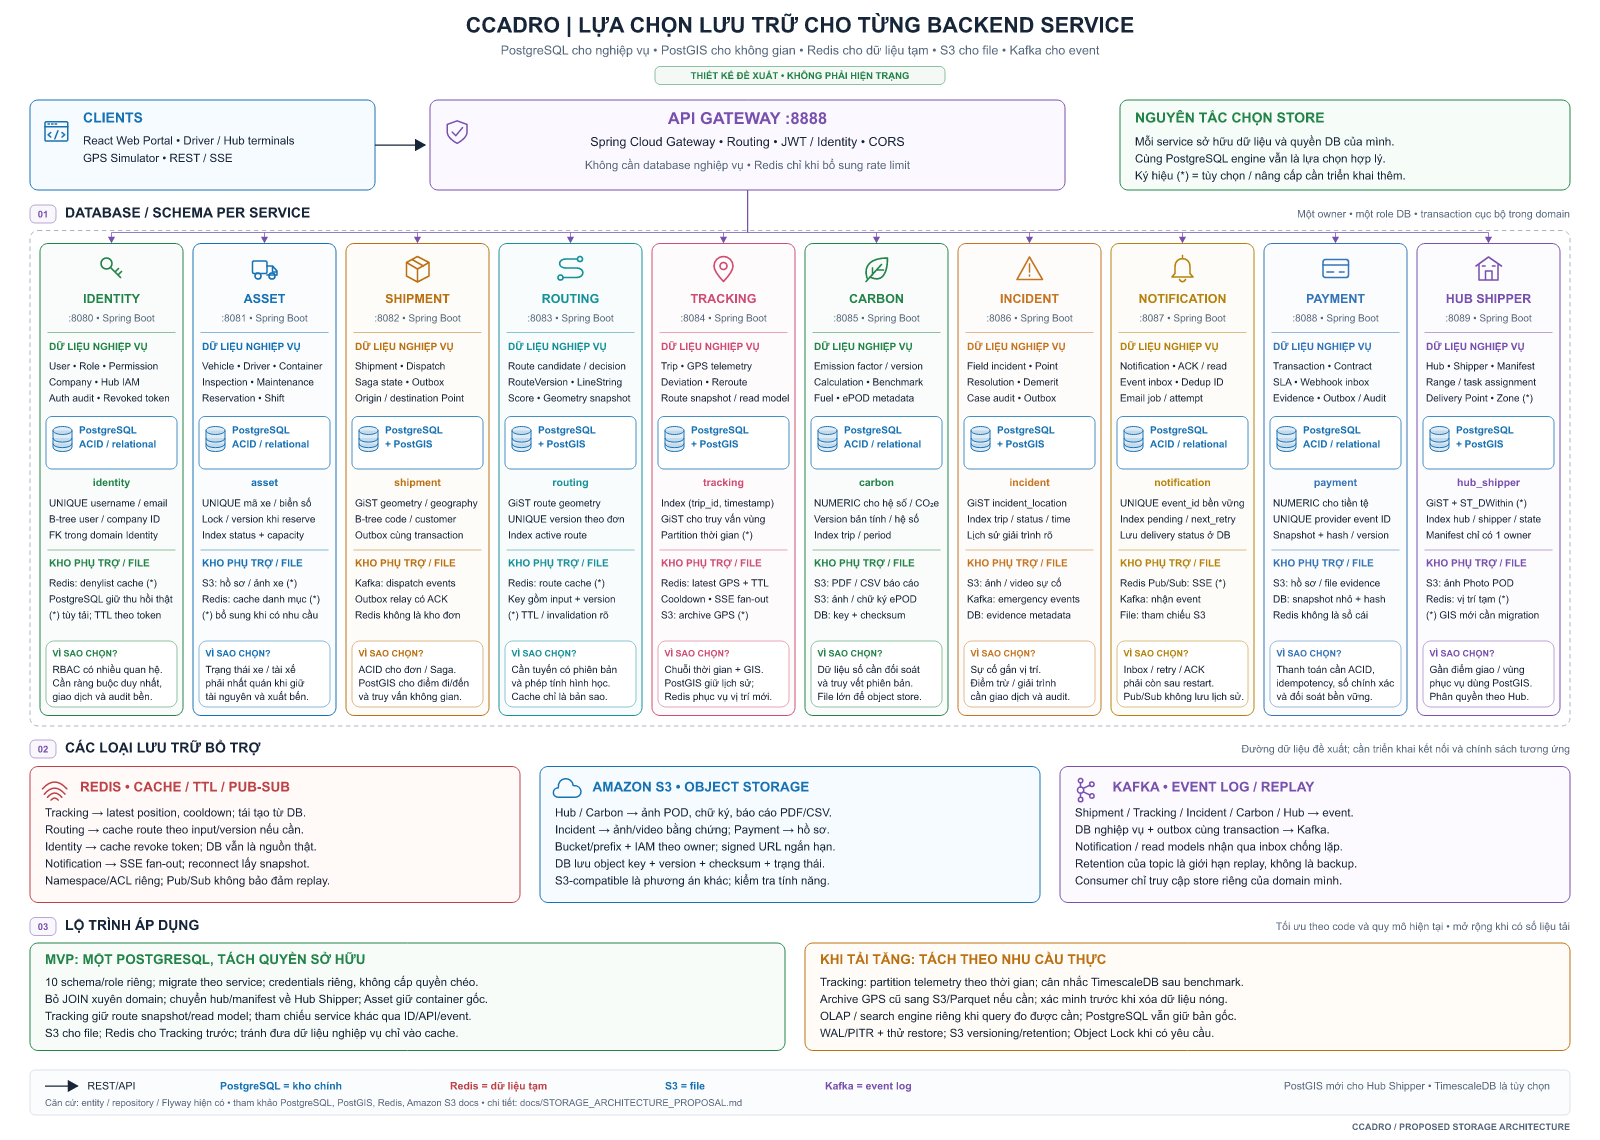 CCADRO | LỰA CHỌN LƯU TRỮ CHO TỪNG BACKEND SERVICE
PostgreSQL cho nghiệp vụ • PostGIS cho không gian • Redis cho dữ liệu tạm • S3 cho file • Kafka cho event
THIẾT KẾ ĐỀ XUẤT • KHÔNG PHẢI HIỆN TRẠNG
CLIENTS
React Web Portal • Driver / Hub terminals
GPS Simulator • REST / SSE
API GATEWAY :8888
Spring Cloud Gateway • Routing • JWT / Identity • CORS
Không cần database nghiệp vụ • Redis chỉ khi bổ sung rate limit
NGUYÊN TẮC CHỌN STORE
Mỗi service sở hữu dữ liệu và quyền DB của mình.
Cùng PostgreSQL engine vẫn là lựa chọn hợp lý.
Ký hiệu (*) = tùy chọn / nâng cấp cần triển khai thêm.
01 DATABASE / SCHEMA PER SERVICE
Một owner • một role DB • transaction cục bộ trong domain
IDENTITY
:8080 • Spring Boot
DỮ LIỆU NGHIỆP VỤ
User • Role • Permission
Company • Hub IAM
Auth audit • Revoked token
PostgreSQL
ACID / relational
identity
UNIQUE username / email
B-tree user / company ID
FK trong domain Identity
KHO PHỤ TRỢ / FILE
Redis: denylist cache (*)
PostgreSQL giữ thu hồi thật
(*) tùy tải; TTL theo token
VÌ SAO CHỌN?
RBAC có nhiều quan hệ.
Cần ràng buộc duy nhất,
giao dịch và audit bền.
ASSET
:8081 • Spring Boot
DỮ LIỆU NGHIỆP VỤ
Vehicle • Driver • Container
Inspection • Maintenance
Reservation • Shift
PostgreSQL
ACID / relational
asset
UNIQUE mã xe / biển số
Lock / version khi reserve
Index status + capacity
KHO PHỤ TRỢ / FILE
S3: hồ sơ / ảnh xe (*)
Redis: cache danh mục (*)
(*) bổ sung khi có nhu cầu
VÌ SAO CHỌN?
Trạng thái xe / tài xế
phải nhất quán khi giữ
tài nguyên và xuất bến.
SHIPMENT
:8082 • Spring Boot
DỮ LIỆU NGHIỆP VỤ
Shipment • Dispatch
Saga state • Outbox
Origin / destination Point
PostgreSQL
+ PostGIS
shipment
GiST geometry / geography
B-tree code / customer
Outbox cùng transaction
KHO PHỤ TRỢ / FILE
Kafka: dispatch events
Outbox relay có ACK
Redis không là kho đơn
VÌ SAO CHỌN?
ACID cho đơn / Saga.
PostGIS cho điểm đi/đến
và truy vấn không gian.
ROUTING
:8083 • Spring Boot
DỮ LIỆU NGHIỆP VỤ
Route candidate / decision
RouteVersion • LineString
Score • Geometry snapshot
PostgreSQL
+ PostGIS
routing
GiST route geometry
UNIQUE version theo đơn
Index active route
KHO PHỤ TRỢ / FILE
Redis: route cache (*)
Key gồm input + version
(*) TTL / invalidation rõ
VÌ SAO CHỌN?
Cần tuyến có phiên bản
và phép tính hình học.
Cache chỉ là bản sao.
TRACKING
:8084 • Spring Boot
DỮ LIỆU NGHIỆP VỤ
Trip • GPS telemetry
Deviation • Reroute
Route snapshot / read model
PostgreSQL
+ PostGIS
tracking
Index (trip_id, timestamp)
GiST cho truy vấn vùng
Partition thời gian (*)
KHO PHỤ TRỢ / FILE
Redis: latest GPS + TTL
Cooldown • SSE fan-out
S3: archive GPS (*)
VÌ SAO CHỌN?
Chuỗi thời gian + GIS.
PostGIS giữ lịch sử;
Redis phục vụ vị trí mới.
CARBON
:8085 • Spring Boot
DỮ LIỆU NGHIỆP VỤ
Emission factor / version
Calculation • Benchmark
Fuel • ePOD metadata
PostgreSQL
ACID / relational
carbon
NUMERIC cho hệ số / CO₂e
Version bản tính / hệ số
Index trip / period
KHO PHỤ TRỢ / FILE
S3: PDF / CSV báo cáo
S3: ảnh / chữ ký ePOD
DB: key + checksum
VÌ SAO CHỌN?
Dữ liệu số cần đối soát
và truy vết phiên bản.
File lớn để object store.
INCIDENT
:8086 • Spring Boot
DỮ LIỆU NGHIỆP VỤ
Field incident • Point
Resolution • Demerit
Case audit • Outbox
PostgreSQL
+ PostGIS
incident
GiST incident_location
Index trip / status / time
Lịch sử giải trình rõ
KHO PHỤ TRỢ / FILE
S3: ảnh / video sự cố
Kafka: emergency events
DB: evidence metadata
VÌ SAO CHỌN?
Sự cố gắn vị trí.
Điểm trừ / giải trình
cần giao dịch và audit.
NOTIFICATION
:8087 • Spring Boot
DỮ LIỆU NGHIỆP VỤ
Notification • ACK / read
Event inbox • Dedup ID
Email job / attempt
PostgreSQL
ACID / relational
notification
UNIQUE event_id bền vững
Index pending / next_retry
Lưu delivery status ở DB
KHO PHỤ TRỢ / FILE
Redis Pub/Sub: SSE (*)
Kafka: nhận event
File: tham chiếu S3
VÌ SAO CHỌN?
Inbox / retry / ACK
phải còn sau restart.
Pub/Sub không lưu lịch sử.
PAYMENT
:8088 • Spring Boot
DỮ LIỆU NGHIỆP VỤ
Transaction • Contract
SLA • Webhook inbox
Evidence • Outbox / Audit
PostgreSQL
ACID / relational
payment
NUMERIC cho tiền tệ
UNIQUE provider event ID
Snapshot + hash / version
KHO PHỤ TRỢ / FILE
S3: hồ sơ / file evidence
DB: snapshot nhỏ + hash
Redis không là sổ cái
VÌ SAO CHỌN?
Thanh toán cần ACID,
idempotency, số chính xác
và đối soát bền vững.
HUB SHIPPER
:8089 • Spring Boot
DỮ LIỆU NGHIỆP VỤ
Hub • Shipper • Manifest
Range / task assignment
Delivery Point • Zone (*)
PostgreSQL
+ PostGIS
hub_shipper
GiST + ST_DWithin (*)
Index hub / shipper / state
Manifest chỉ có 1 owner
KHO PHỤ TRỢ / FILE
S3: ảnh Photo POD
Redis: vị trí tạm (*)
(*) GIS mới cần migration
VÌ SAO CHỌN?
Gần điểm giao / vùng
phục vụ dùng PostGIS.
Phân quyền theo Hub.
02 CÁC LOẠI LƯU TRỮ BỔ TRỢ
Đường dữ liệu đề xuất; cần triển khai kết nối và chính sách tương ứng
REDIS • CACHE / TTL / PUB-SUB
Tracking → latest position, cooldown; tái tạo từ DB.
Routing → cache route theo input/version nếu cần.
Identity → cache revoke token; DB vẫn là nguồn thật.
Notification → SSE fan-out; reconnect lấy snapshot.
Namespace/ACL riêng; Pub/Sub không bảo đảm replay.
AMAZON S3 • OBJECT STORAGE
Hub / Carbon → ảnh POD, chữ ký, báo cáo PDF/CSV.
Incident → ảnh/video bằng chứng; Payment → hồ sơ.
Bucket/prefix + IAM theo owner; signed URL ngắn hạn.
DB lưu object key + version + checksum + trạng thái.
S3-compatible là phương án khác; kiểm tra tính năng.
KAFKA • EVENT LOG / REPLAY
Shipment / Tracking / Incident / Carbon / Hub → event.
DB nghiệp vụ + outbox cùng transaction → Kafka.
Notification / read models nhận qua inbox chống lặp.
Retention của topic là giới hạn replay, không là backup.
Consumer chỉ truy cập store riêng của domain mình.
03 LỘ TRÌNH ÁP DỤNG
Tối ưu theo code và quy mô hiện tại • mở rộng khi có số liệu tải
MVP: MỘT POSTGRESQL, TÁCH QUYỀN SỞ HỮU
10 schema/role riêng; migrate theo service; credentials riêng, không cấp quyền chéo.
Bỏ JOIN xuyên domain; chuyển hub/manifest về Hub Shipper; Asset giữ container gốc.
Tracking giữ route snapshot/read model; tham chiếu service khác qua ID/API/event.
S3 cho file; Redis cho Tracking trước; tránh đưa dữ liệu nghiệp vụ chỉ vào cache.
KHI TẢI TĂNG: TÁCH THEO NHU CẦU THỰC
Tracking: partition telemetry theo thời gian; cân nhắc TimescaleDB sau benchmark.
Archive GPS cũ sang S3/Parquet nếu cần; xác minh trước khi xóa dữ liệu nóng.
OLAP / search engine riêng khi query đo được cần; PostgreSQL vẫn giữ bản gốc.
WAL/PITR + thử restore; S3 versioning/retention; Object Lock khi có yêu cầu.
REST/API
PostgreSQL = kho chính
Redis = dữ liệu tạm
S3 = file
Kafka = event log
PostGIS mới cho Hub Shipper • TimescaleDB là tùy chọn
Căn cứ: entity / repository / Flyway hiện có • tham khảo PostgreSQL, PostGIS, Redis, Amazon S3 docs • chi tiết: docs/STORAGE_ARCHITECTURE_PROPOSAL.md
CCADRO / PROPOSED STORAGE ARCHITECTURE